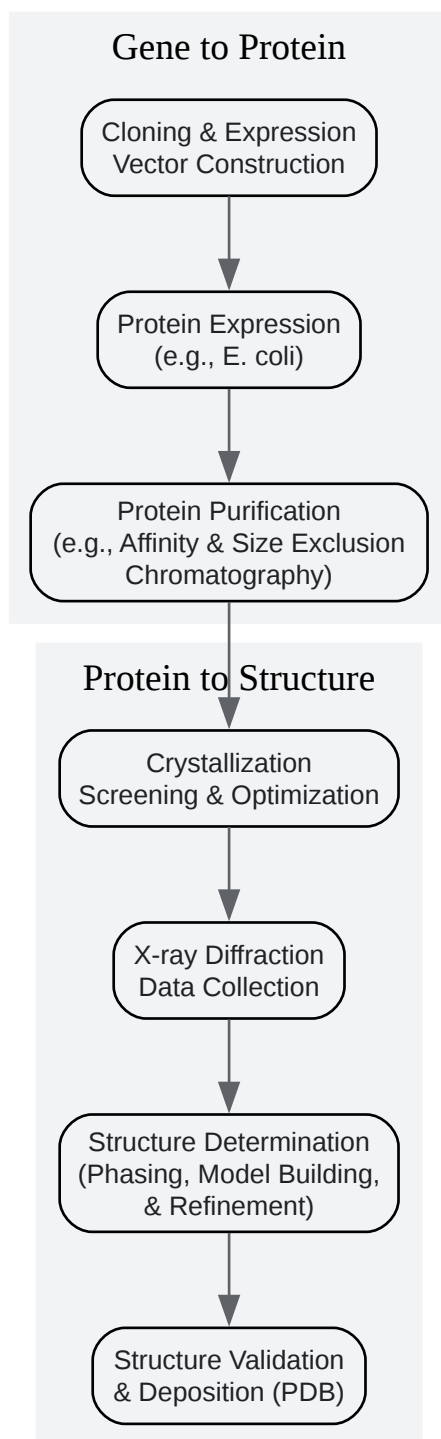 Gene to Protein
Cloning & Expression
Vector Construction
Protein Expression
(e.g., E. coli)
Protein Purification
(e.g., Affinity & Size Exclusion
Chromatography)
Protein to Structure
Crystallization
Screening & Optimization
X-ray Diffraction
Data Collection
Structure Determination
(Phasing, Model Building,
& Refinement)
Structure Validation
& Deposition (PDB)